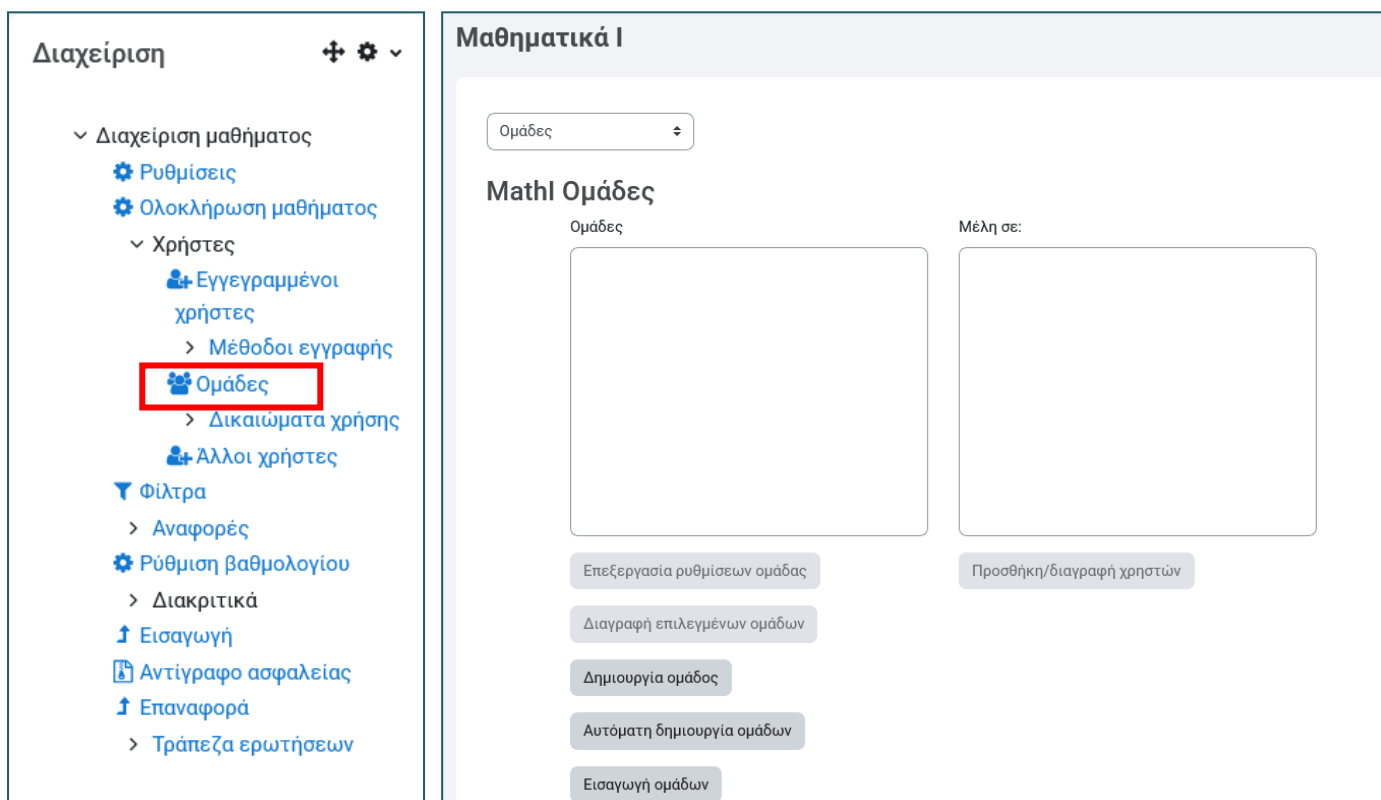 Διαχείριση
Διαχείριση μαθήματος
Ρυθμίσεις
Ολοκλήρωση μαθήματος
Χρήστες
Εγγεγραμμένοι
χρήστες
Μέθοδοι εγγραφής
Ομάδες
Δικαιώματα χρήσης
Άλλοι χρήστες
Φίλτρα
Αναφορές
Ρύθμιση βαθμολογίου
Διακριτικά
Εισαγωγή
Αντίγραφο ασφαλείας
Επαναφορά
Τράπεζα ερωτήσεων
Μαθηματικά Ι
Ομάδες
MathI Ομάδες
Ομάδες
Μέλη σε:
Επεξεργασία ρυθμίσεων ομάδας
Προσθήκη/διαγραφή χρηστών
Διαγραφή επιλεγμένων ομάδων
Δημιουργία ομάδος
Αυτόματη δημιουργία ομάδων
Εισαγωγή ομάδων